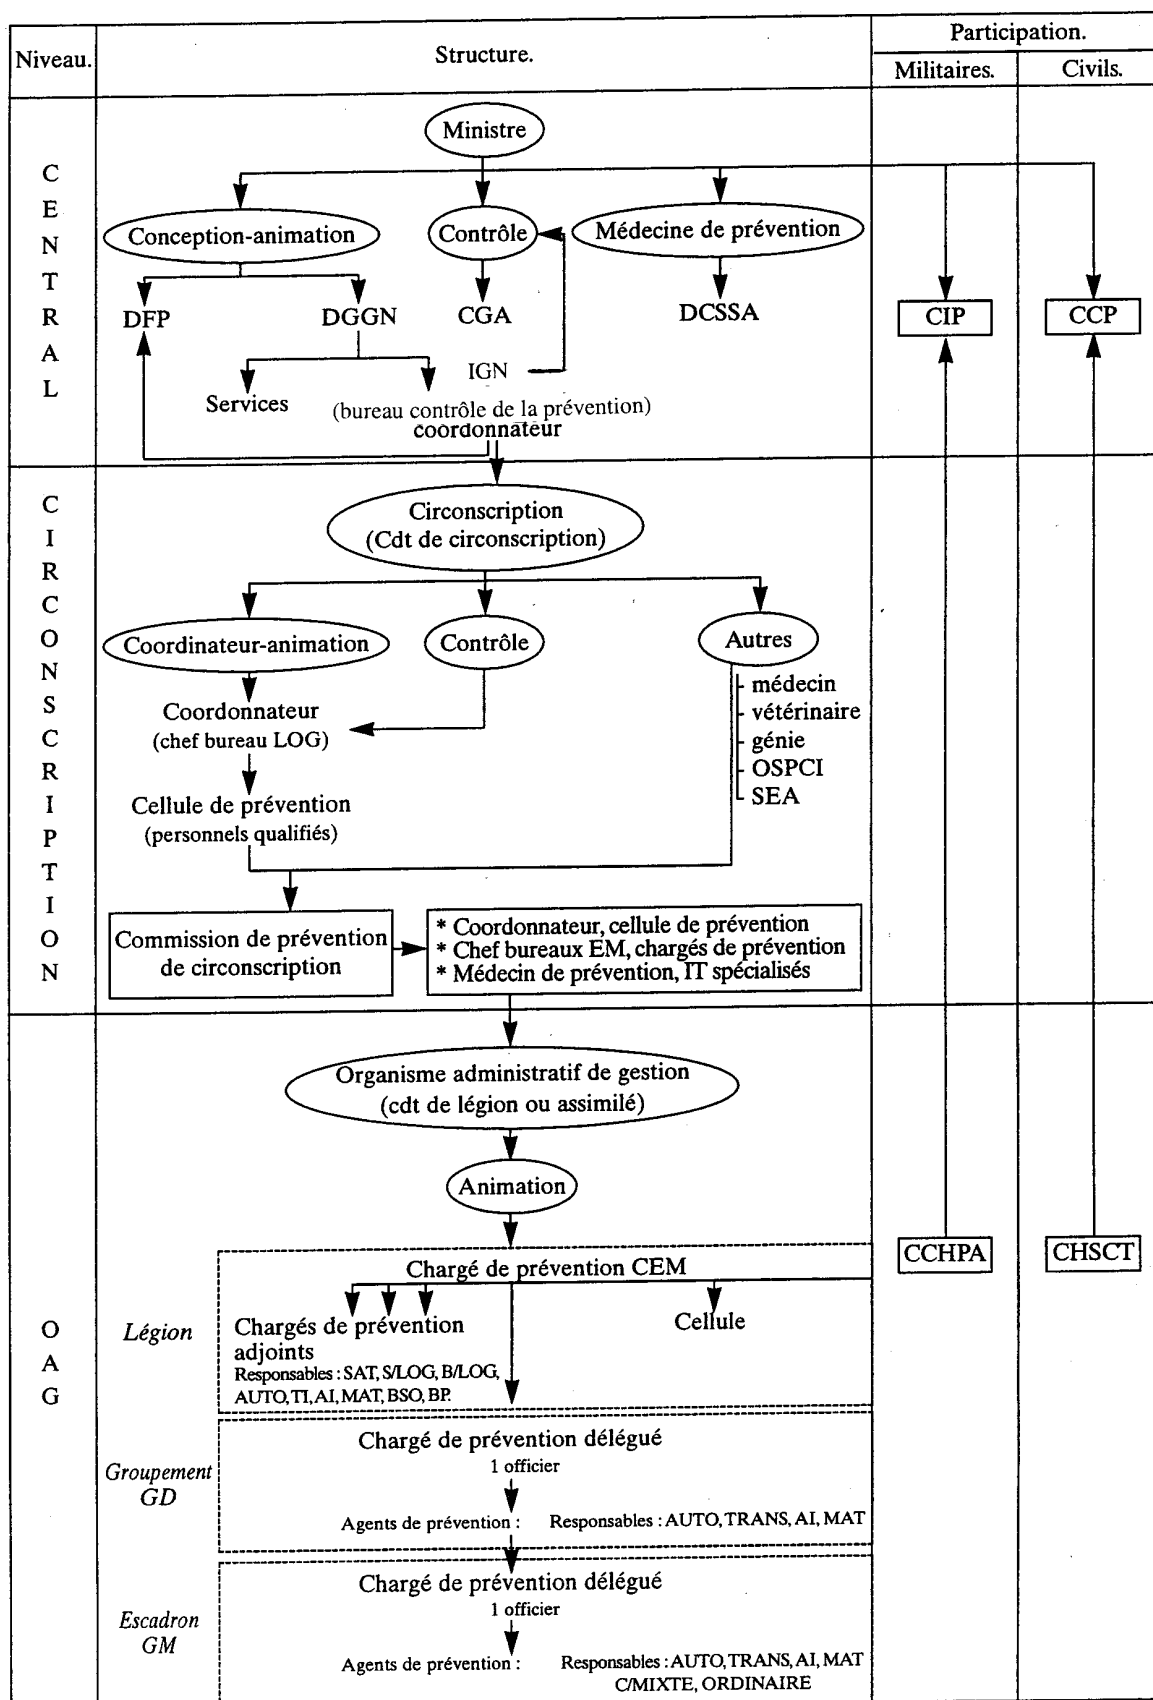 Niveau.
Structure.
Participation.
Militaires.
Civils.
CENTRAL
Ministre
Conception-animation
Contrôle
Médecine de prévention
DFP
DGGN
CGA
DCSSA
CIP
CCP
Services
IGN
(bureau contrôle de la prévention)
coordonnateur
CIRCONSCRIPTION
Circonscription
(Cdt de circonscription)
Coordinateur-animation
Contrôle
Autres
médecin
vétérinaire
génie
OSPCI
SEA
Coordonnateur
(chef bureau LOG)
Cellule de prévention
(personnels qualifiés)
Commission de prévention
de circonscription
* Coordonnateur, cellule de prévention
* Chef bureaux EM, chargés de prévention
* Médecin de prévention, IT spécialisés
OAG
Organisme administratif de gestion
(cdt de légion ou assimilé)
Animation
CCHPA
CHSCT
Légion
Chargé de prévention CEM
Chargés de prévention
adjoints
Responsables : SAT, S/LOG, B/LOG,
AUTO, TI, AI, MAT, BSO, BP.
Cellule
Groupement
GD
Chargé de prévention délégué
1 officier
Agents de prévention : Responsables : AUTO, TRANS, AI, MAT
Escadron
GM
Chargé de prévention délégué
1 officier
Agents de prévention : Responsables : AUTO, TRANS, AI, MAT
C/MIXTE, ORDINAIRE